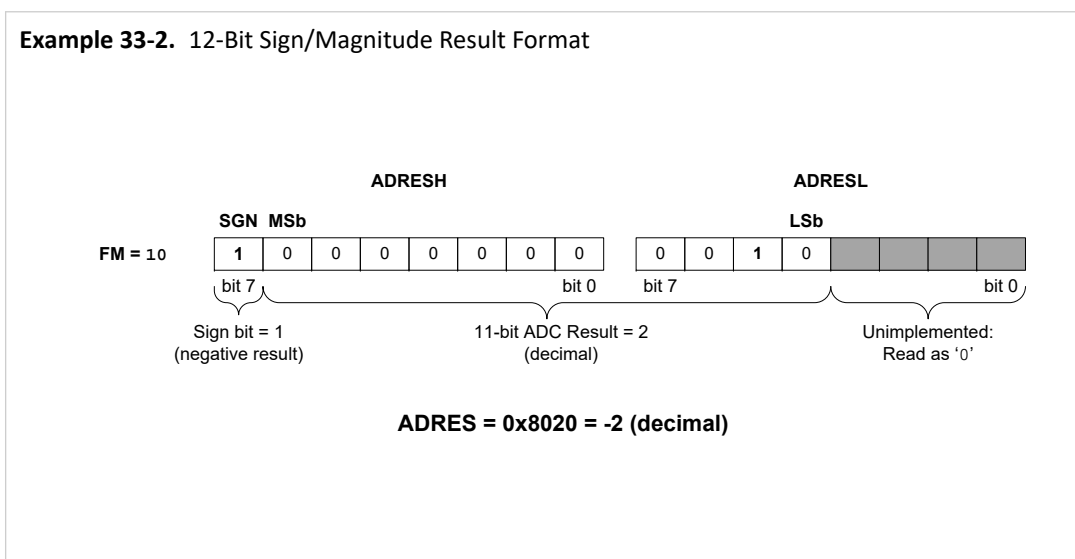 Example 33-2. 12-Bit Sign/Magnitude Result Format
ADRESH ADRESL
SGN MSb LSb
FM = 10 1 0 0 0 0 0 0 0 0 0 1 0
bit 7 bit 0 bit 7 bit 0
Sign bit = 1 11-bit ADC Result = 2 Unimplemented:
(negative result) (decimal) Read as ‘0’
ADRES = 0x8020 = -2 (decimal)